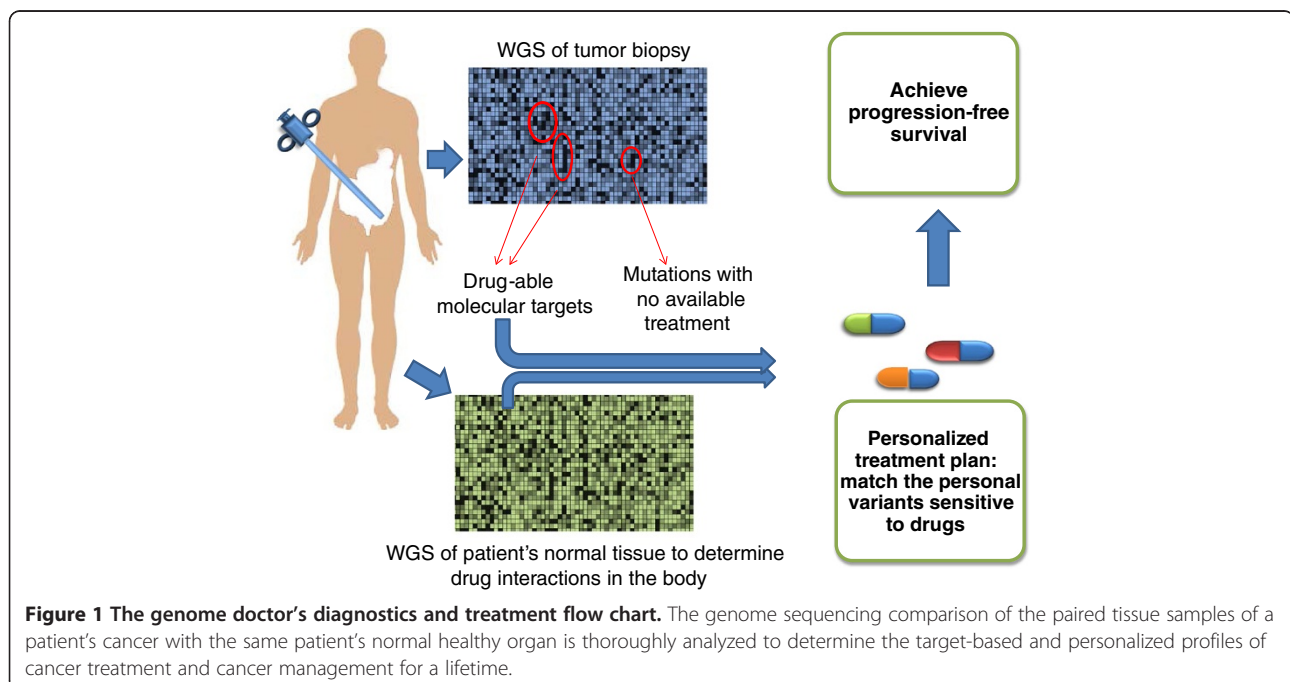 WGS of tumor biopsy
Achieve
progression-free
survival
Drug-able
molecular targets
Mutations with
no available
treatment
Personalized
treatment plan:
match the personal
variants sensitive
to drugs
WGS of patient's normal tissue to determine
drug interactions in the body
Figure 1 The genome doctor's diagnostics and treatment flow chart. The genome sequencing comparison of the paired tissue samples of a
patient's cancer with the same patient's normal healthy organ is thoroughly analyzed to determine the target-based and personalized profiles of
cancer treatment and cancer management for a lifetime.